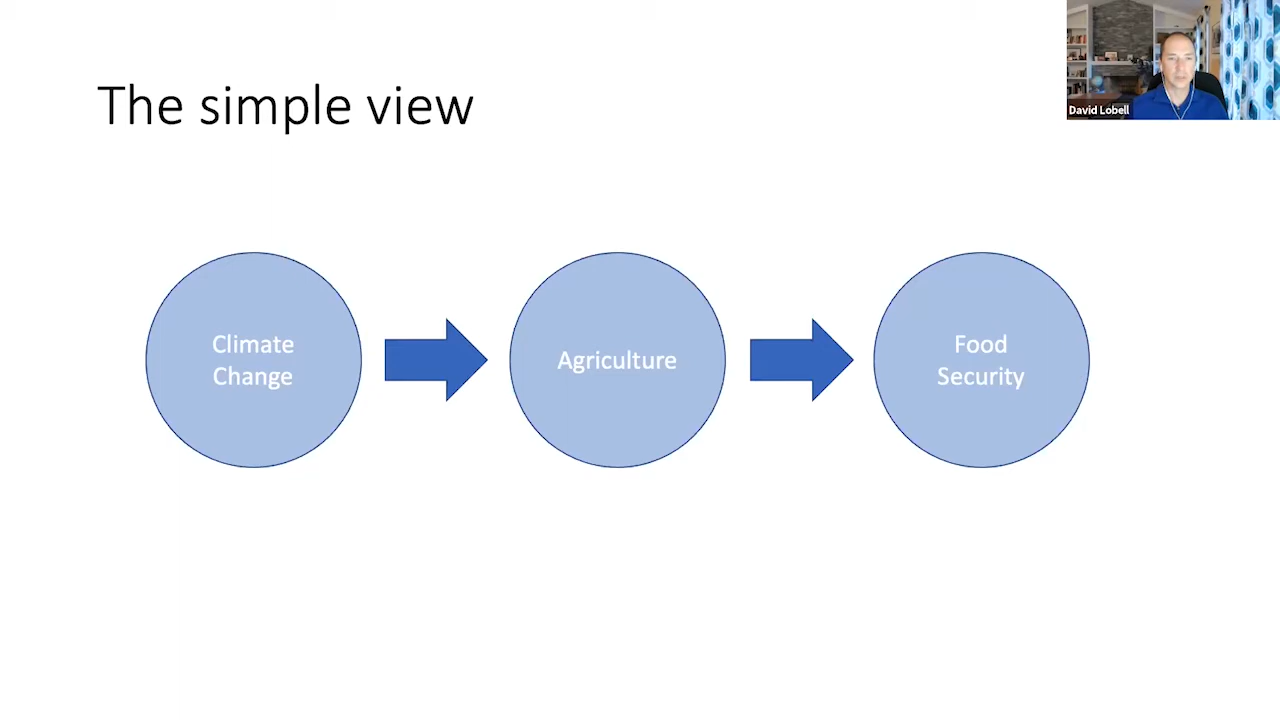 The simple view
David Lobell
Climate
Change
Agriculture
Food
Security